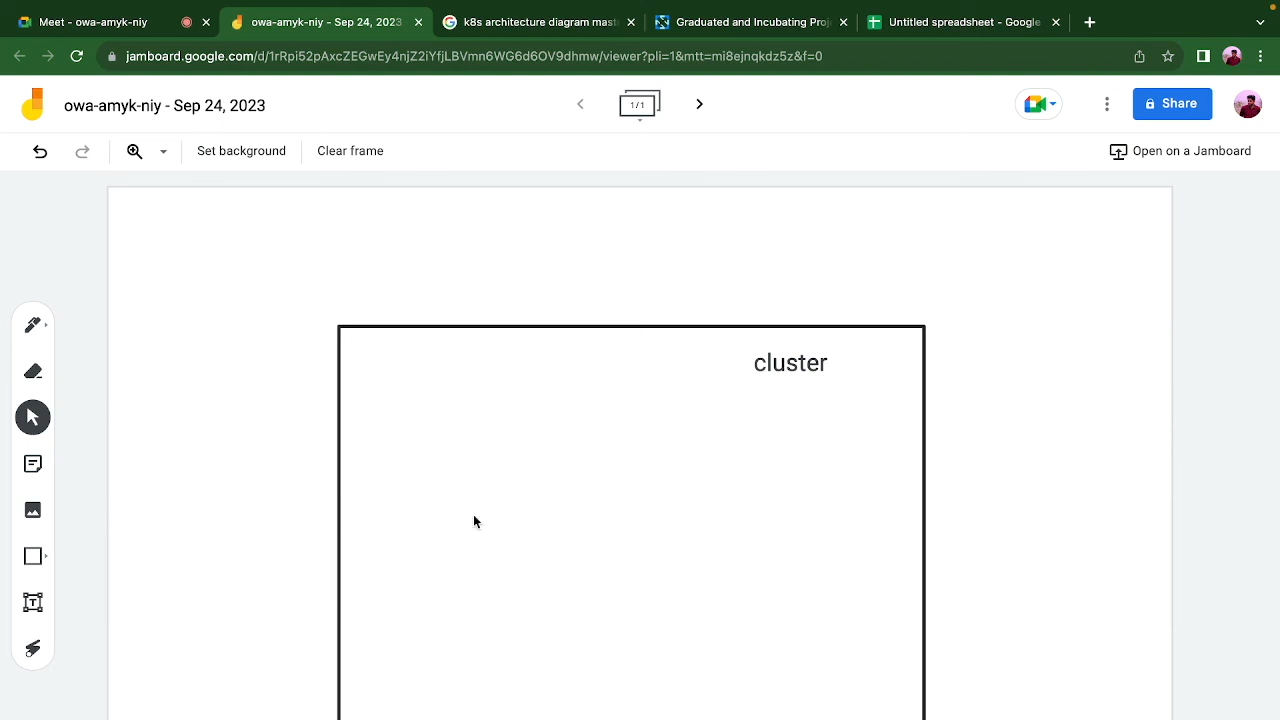 Meet - owa-amyk-niy
owa-amyk-niy - Sep 24, 2023
k8s architecture diagram mast
Graduated and Incubating Proj
Untitled spreadsheet - Google
jamboard.google.com/d/1rRpi52pAxcZEGwEy4njZ2iYfjLBVmn6WG6d6OV9dhmw/viewer?pli=1&mtt=mi8ejnqkdz5z&f=0
owa-amyk-niy - Sep 24, 2023
1/1
Share
Set background
Clear frame
Open on a Jamboard
cluster